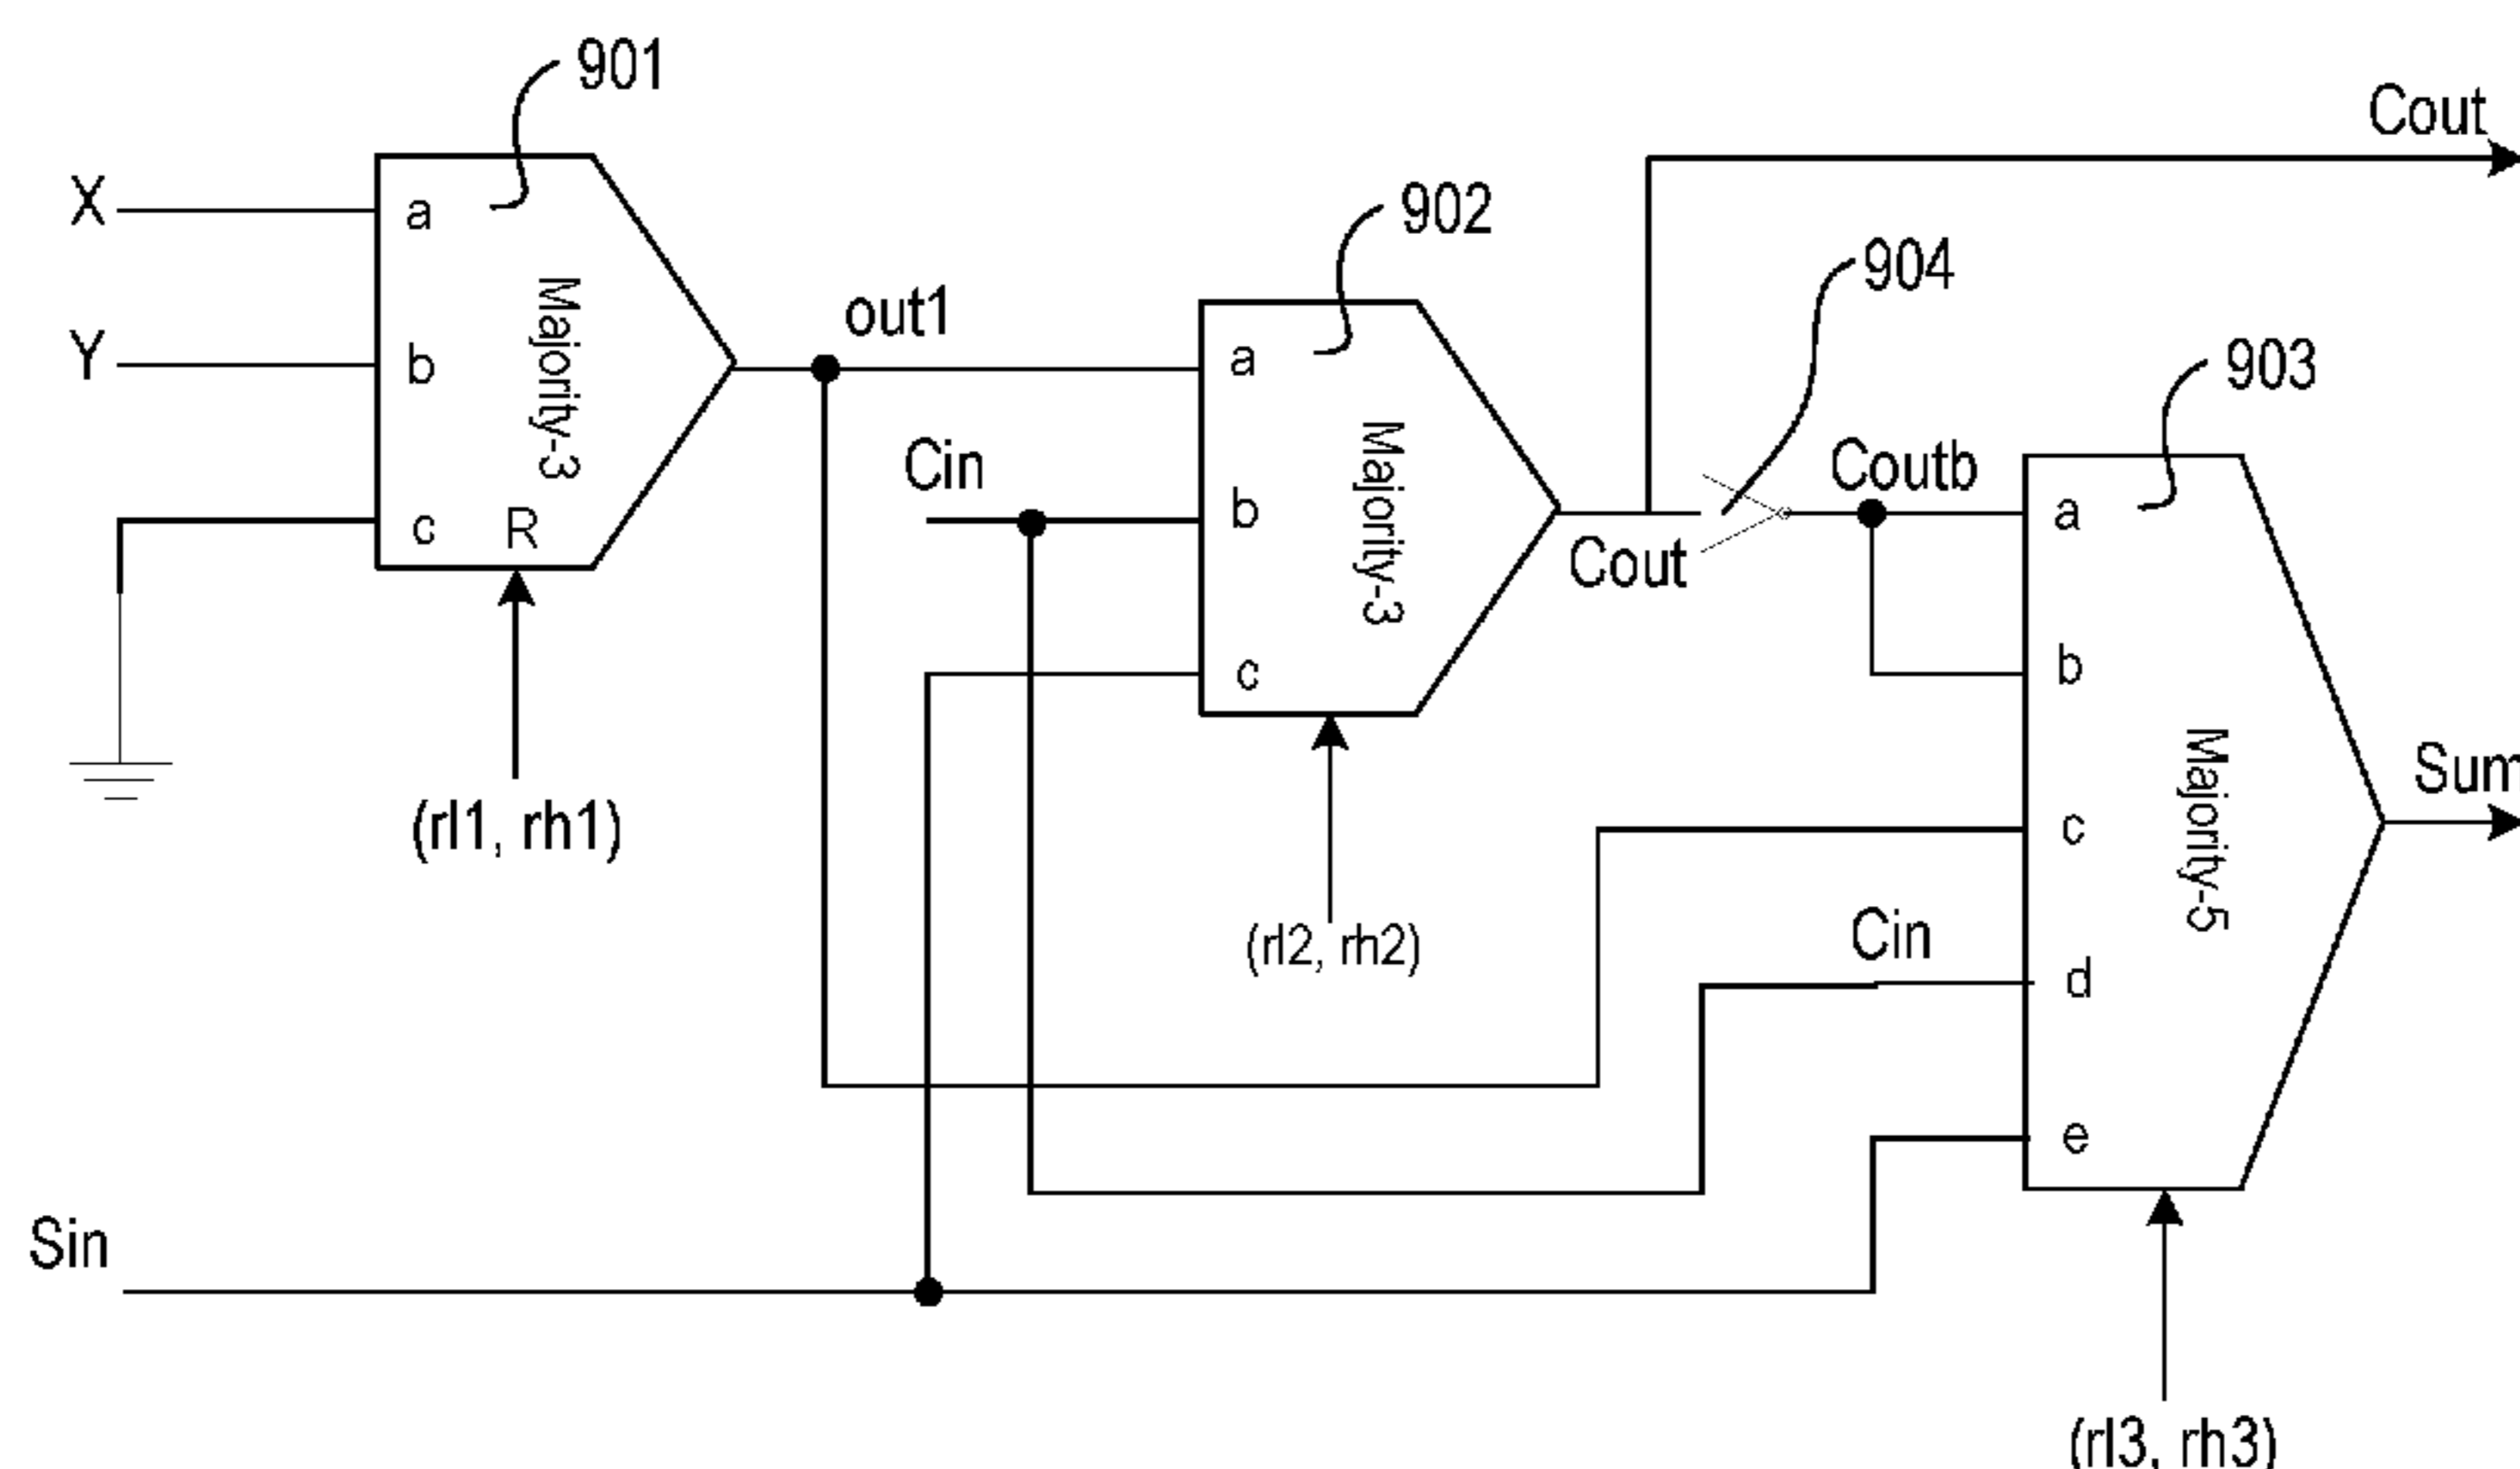 901
Cout
X
a
902
904
Majority-3
out1
903
Y
b
a
Cin
Majority-3
Coutb
c
R
b
Cout
a
c
b
Majority-5
Sum
(rl1, rh1)
c
(rl2, rh2)
Cin
d
e
Sin
(rl3, rh3)